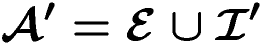 𝓐′ = 𝓔 ∪ 𝓘′